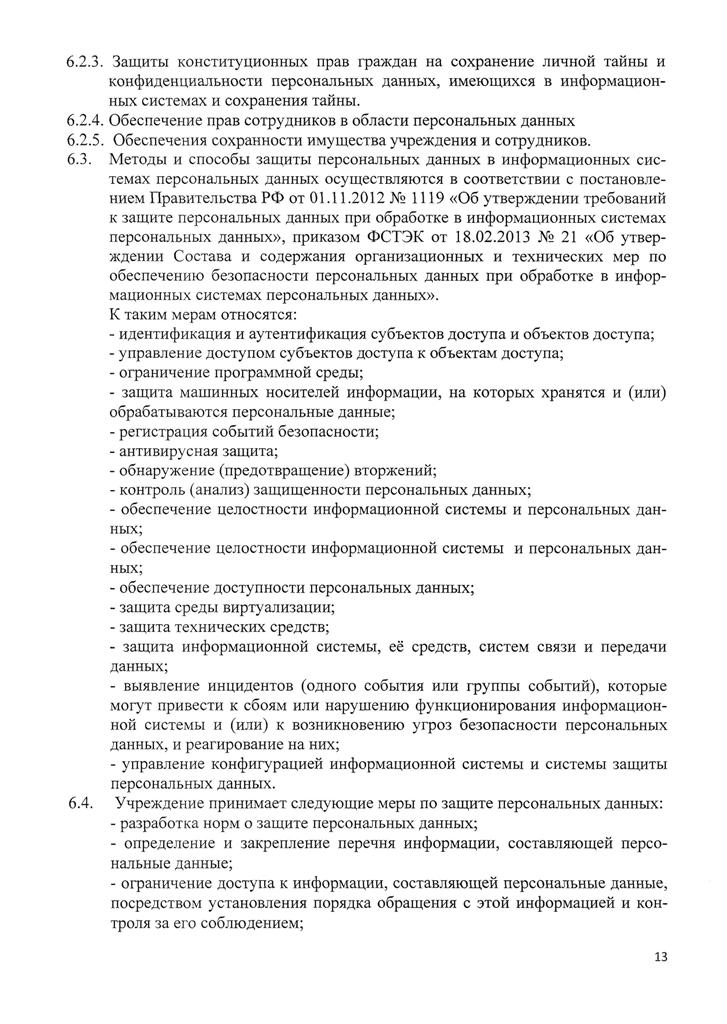 6.2.3. Защиты конституционных прав граждан на сохранение личной тайны и
конфиденциальности персональных данных, имеющихся в информацион-
ных системах и сохранения тайны.
6.2.4. Обеспечение прав сотрудников в области персональных данных
6.2.5. Обеспечения сохранности имущества учреждения и сотрудников.
6.3. Методы и способы защиты персональных данных в информационных сис-
темах персональных данных осуществляются в соответствии с постановле-
нием Правительства РФ от 01.11.2012 № 1119 «Об утверждении требований
к защите персональных данных при обработке в информационных системах
персональных данных», приказом ФСТЭК от 18.02.2013 № 21 «Об утвер-
ждении Состава и содержания организационных и технических мер по
обеспечению безопасности персональных данных при обработке в инфор-
мационных системах персональных данных».
К таким мерам относятся:
- идентификация и аутентификация субъектов доступа и объектов доступа;
- управление доступом субъектов доступа к объектам доступа;
- ограничение программной среды;
- защита машинных носителей информации, на которых хранятся и (или)
обрабатываются персональные данные;
- регистрация событий безопасности;
- антивирусная защита;
- обнаружение (предотвращение) вторжений;
- контроль (анализ) защищенности персональных данных;
- обеспечение целостности информационной системы и персональных дан-
ных;
- обеспечение целостности информационной системы и персональных дан-
ных;
- обеспечение доступности персональных данных;
- защита среды виртуализации;
- защита технических средств;
- защита информационной системы, её средств, систем связи и передачи
данных;
- выявление инцидентов (одного события или группы событий), которые
могут привести к сбоям или нарушению функционирования информацион-
ной системы и (или) к возникновению угроз безопасности персональных
данных, и реагирование на них;
- управление конфигурацией информационной системы и системы защиты
персональных данных.
6.4. Учреждение принимает следующие меры по защите персональных данных:
- разработка норм о защите персональных данных;
- определение и закрепление перечня информации, составляющей персо-
нальные данные;
- ограничение доступа к информации, составляющей персональные данные,
посредством установления порядка обращения с этой информацией и кон-
троля за его соблюдением;
13